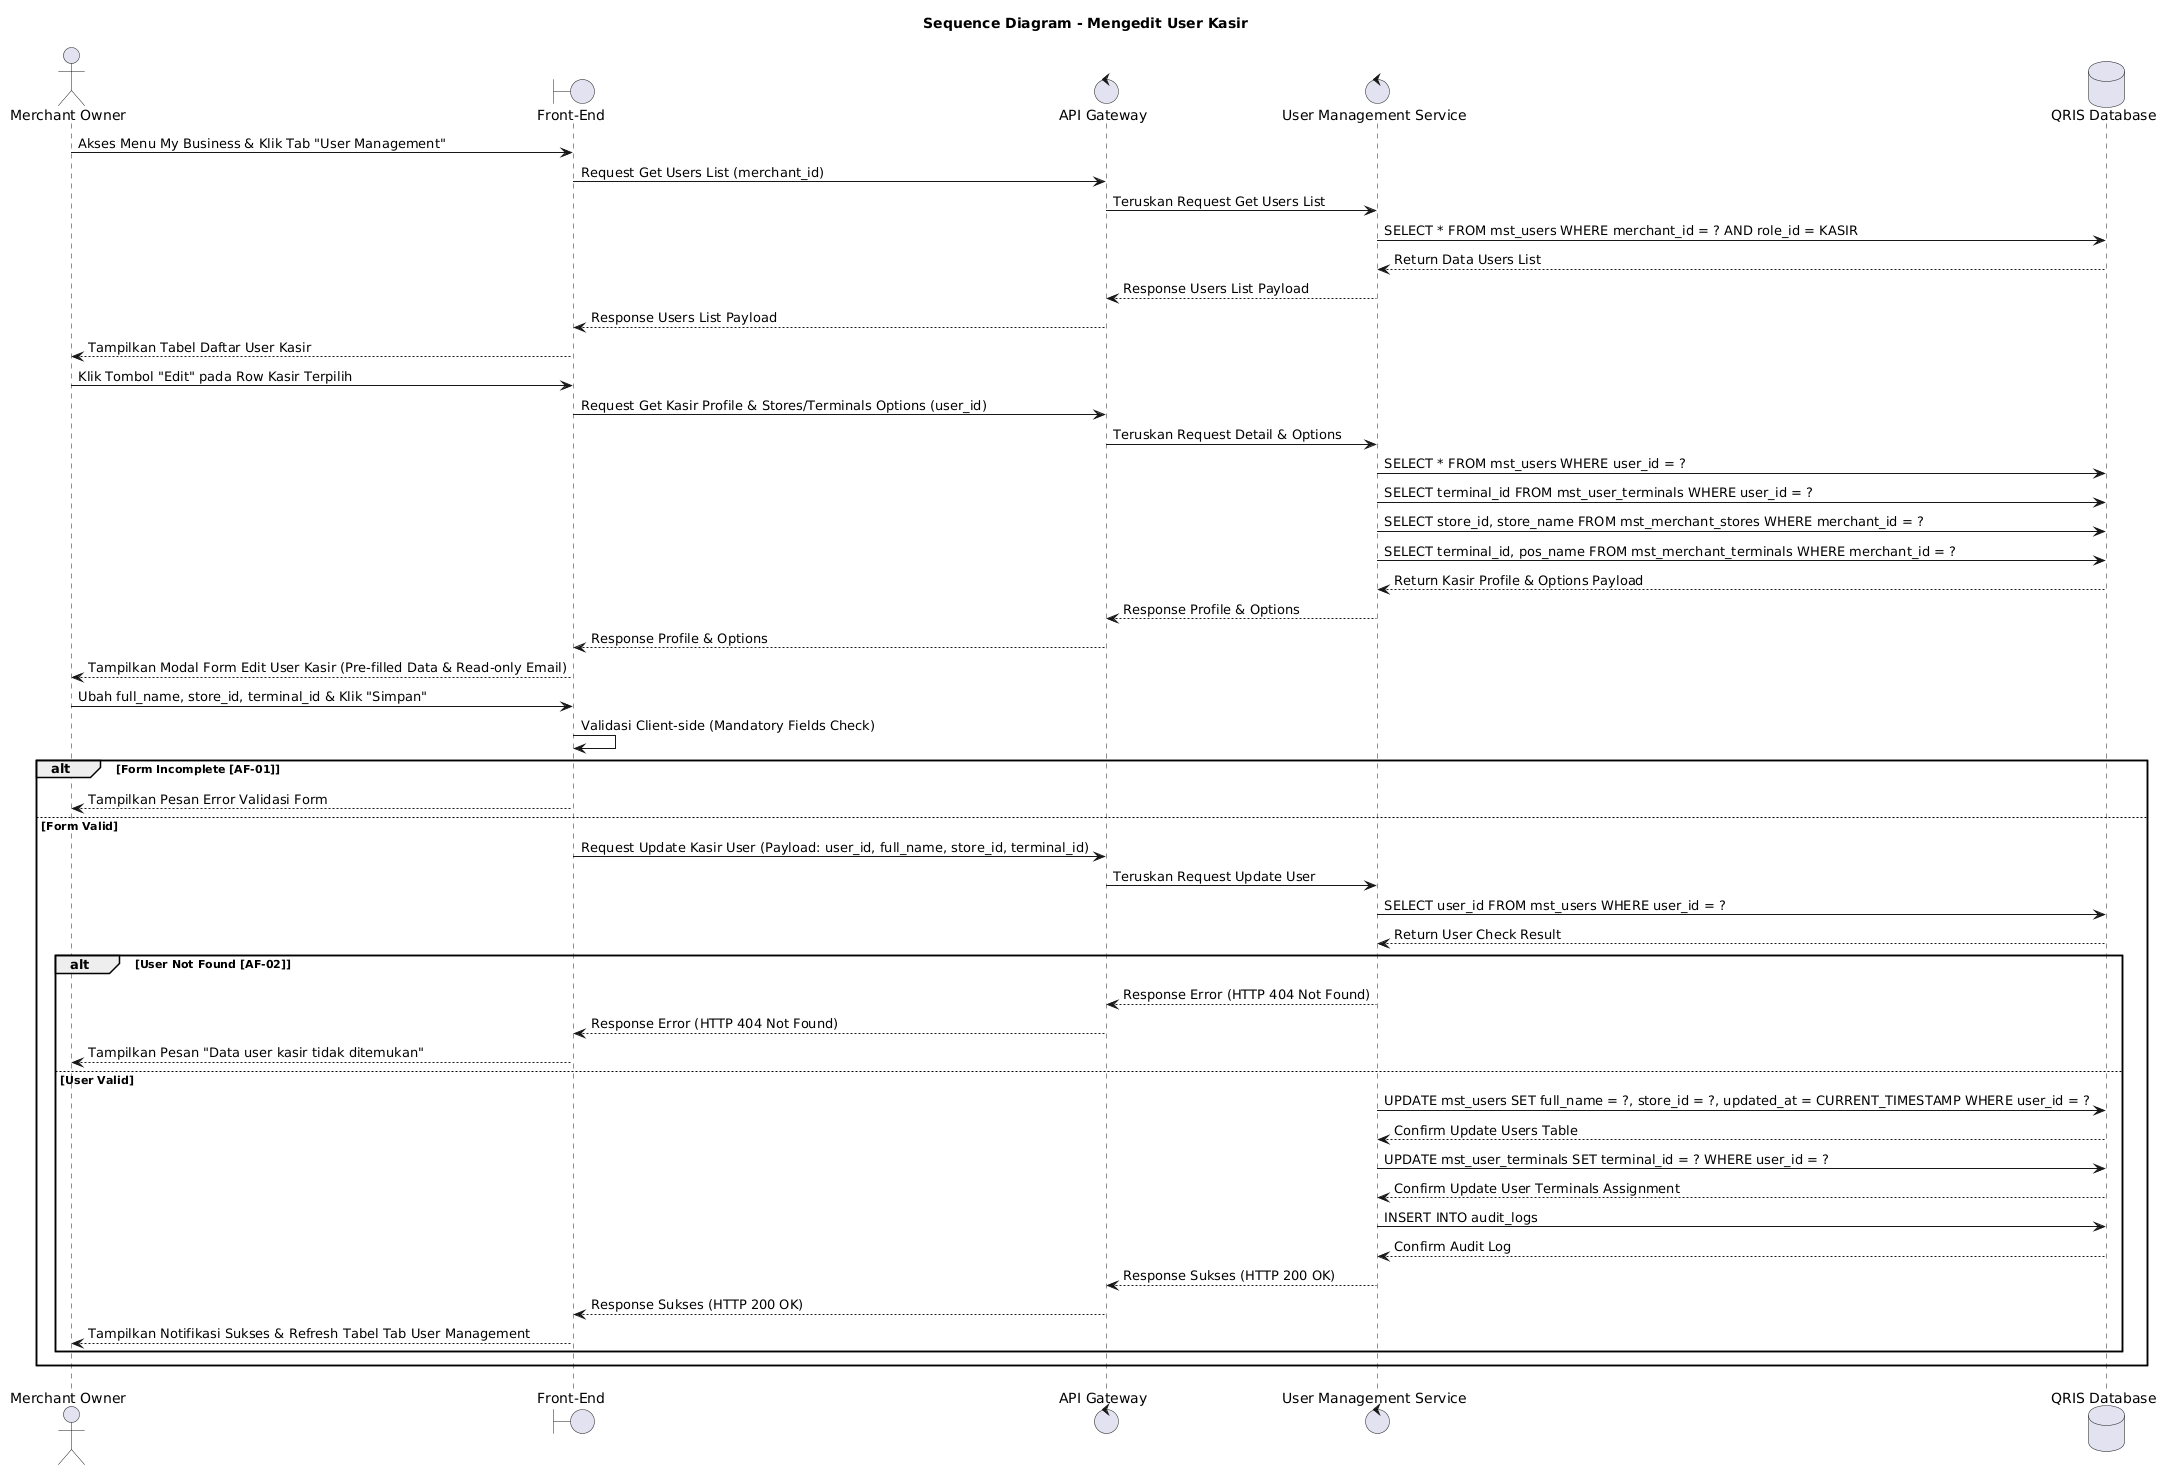 Sequence Diagram - Mengedit User Kasir
Merchant Owner
Front-End
API Gateway
User Management Service
QRIS Database
Akses Menu My Business & Klik Tab "User Management"
Request Get Users List (merchant_id)
Teruskan Request Get Users List
SELECT * FROM mst_users WHERE merchant_id = ? AND role_id = KASIR
Return Data Users List
Response Users List Payload
Response Users List Payload
Tampilkan Tabel Daftar User Kasir
Klik Tombol "Edit" pada Row Kasir Terpilih
Request Get Kasir Profile & Stores/Terminals Options (user_id)
Teruskan Request Detail & Options
SELECT * FROM mst_users WHERE user_id = ?
SELECT terminal_id FROM mst_user_terminals WHERE user_id = ?
SELECT store_id, store_name FROM mst_merchant_stores WHERE merchant_id = ?
SELECT terminal_id, pos_name FROM mst_merchant_terminals WHERE merchant_id = ?
Return Kasir Profile & Options Payload
Response Profile & Options
Response Profile & Options
Tampilkan Modal Form Edit User Kasir (Pre-filled Data & Read-only Email)
Ubah full_name, store_id, terminal_id & Klik "Simpan"
Validasi Client-side (Mandatory Fields Check)
alt [Form Incomplete [AF-01]]
Tampilkan Pesan Error Validasi Form
[Form Valid]
Request Update Kasir User (Payload: user_id, full_name, store_id, terminal_id)
Teruskan Request Update User
SELECT user_id FROM mst_users WHERE user_id = ?
Return User Check Result
alt [User Not Found [AF-02]]
Response Error (HTTP 404 Not Found)
Response Error (HTTP 404 Not Found)
Tampilkan Pesan "Data user kasir tidak ditemukan"
[User Valid]
UPDATE mst_users SET full_name = ?, store_id = ?, updated_at = CURRENT_TIMESTAMP WHERE user_id = ?
Confirm Update Users Table
UPDATE mst_user_terminals SET terminal_id = ? WHERE user_id = ?
Confirm Update User Terminals Assignment
INSERT INTO audit_logs
Confirm Audit Log
Response Sukses (HTTP 200 OK)
Response Sukses (HTTP 200 OK)
Tampilkan Notifikasi Sukses & Refresh Tabel Tab User Management
Merchant Owner
Front-End
API Gateway
User Management Service
QRIS Database